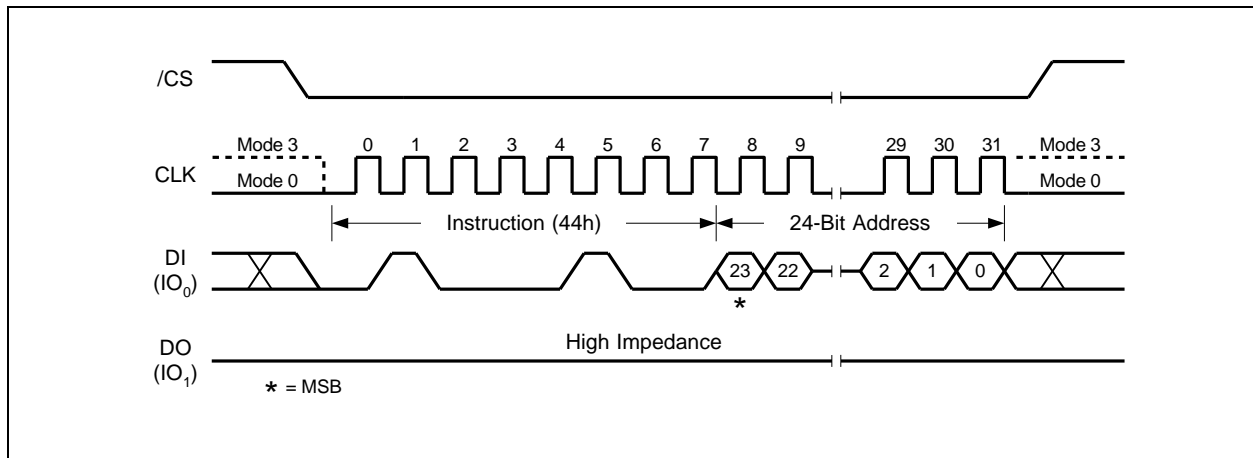 /CS
Mode 3 0 1 2 3 4 5 6 7 8 9 29 30 31 Mode 3
CLK Mode 0 Mode 0
Instruction (44h) 24-Bit Address
DI
(IO0) 23 22 2 1 0
*
High Impedance
DO
(IO1)
* = MSB